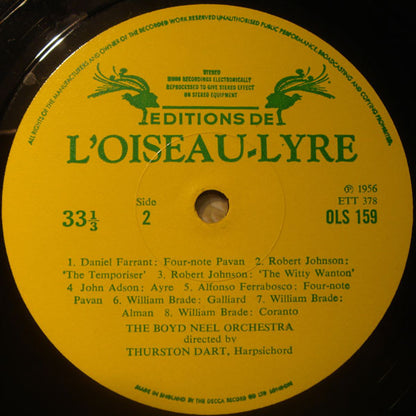 ALL RIGHTS OF THE MANUFACTURERS AND OWNER OF THE RECORDED WORK RESERVED UNAUTHORISED PUBLIC PERFORMANCE, BROADCASTING AND COPYING PROHIBITED.
STEREO
MONO RECORDINGS ELECTRONICALLY
REPROCESSED TO GIVE STEREO EFFECT
ON STEREO EQUIPMENT
EDITIONS DE
L'OISEAU-LYRE
Side
33⅓ 2
℗ 1956
ETT 378
OLS 159
1. Daniel Farrant: Four-note Pavan 2. Robert Johnson:
'The Temporiser' 3. Robert Johnson: 'The Witty Wanton'
4 John Adson: Ayre 5. Alfonso Ferrabosco: Four-note
Pavan 6. William Brade: Galliard 7. William Brade:
Alman 8. William Brade: Coranto
THE BOYD NEEL ORCHESTRA
directed by
THURSTON DART, Harpsichord
MADE IN ENGLAND BY THE DECCA RECORD CO LTD LONDON